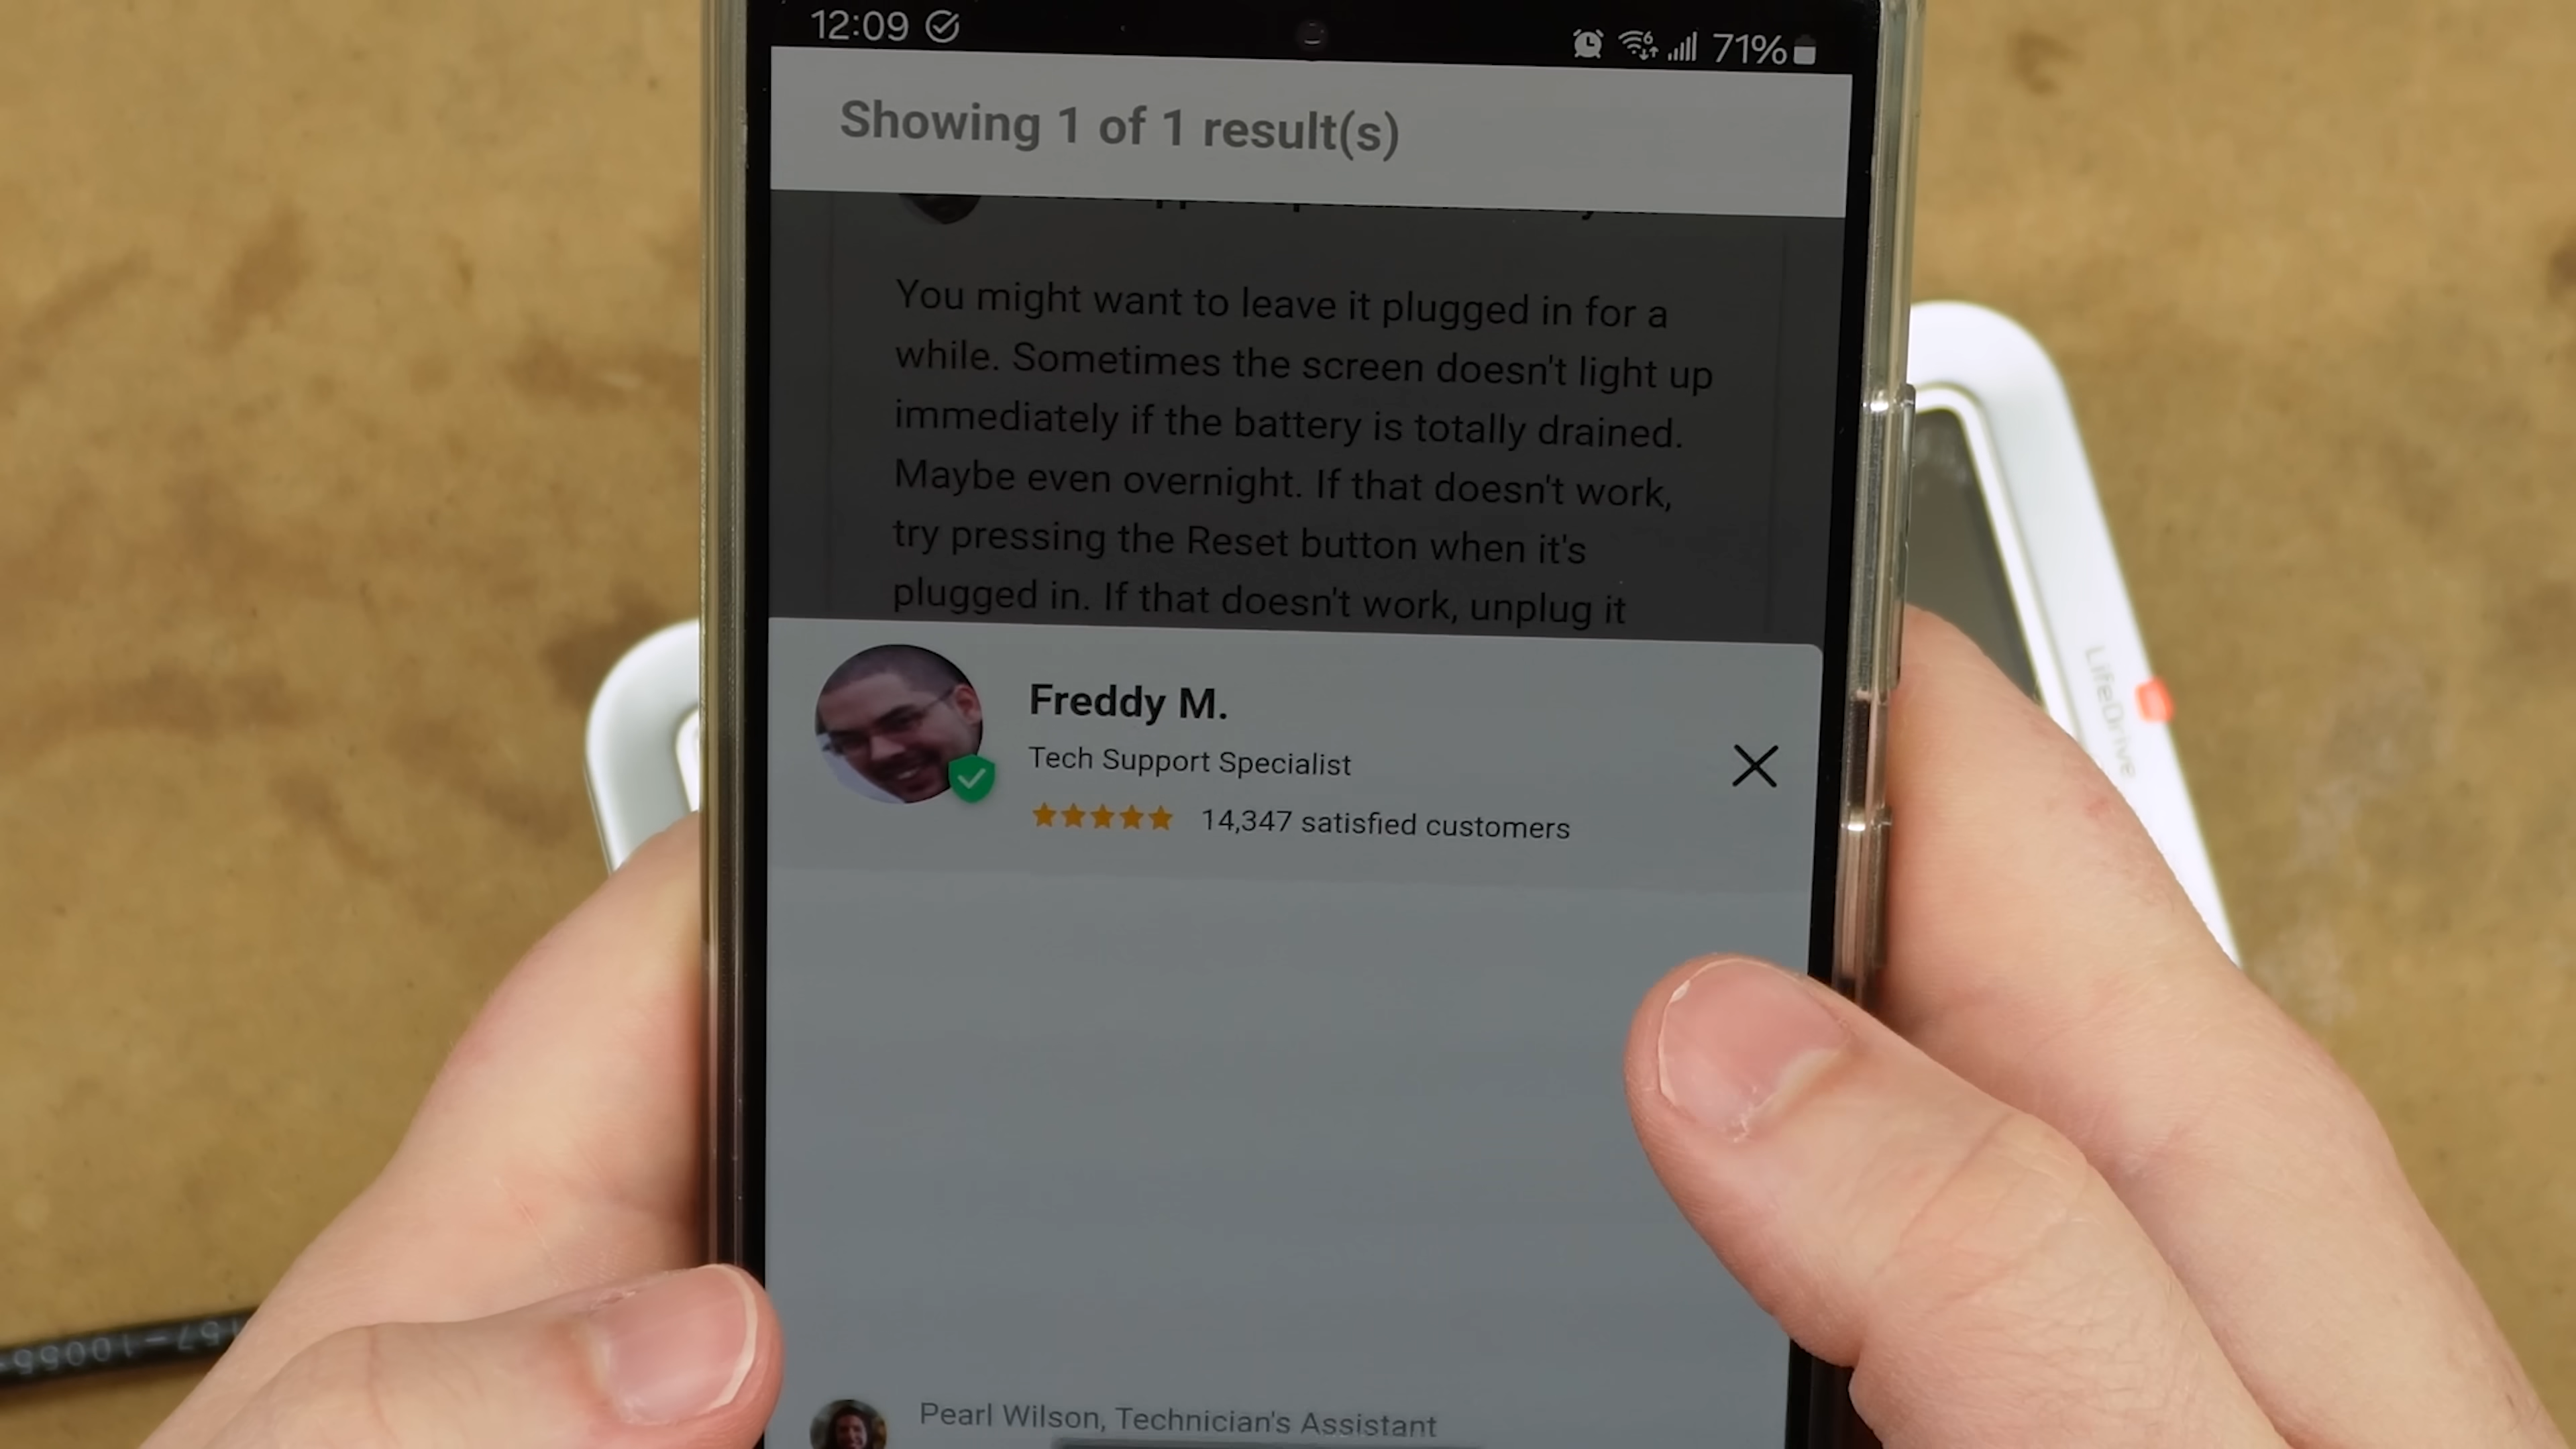 12:09
71%
Showing 1 of 1 result(s)
You might want to leave it plugged in for a
while. Sometimes the screen doesn't light up
immediately if the battery is totally drained.
Maybe even overnight. If that doesn't work,
try pressing the Reset button when it's
plugged in. If that doesn't work, unplug it
Freddy M.
Tech Support Specialist
14,347 satisfied customers
LifeDrive
Pearl Wilson, Technician's Assistant